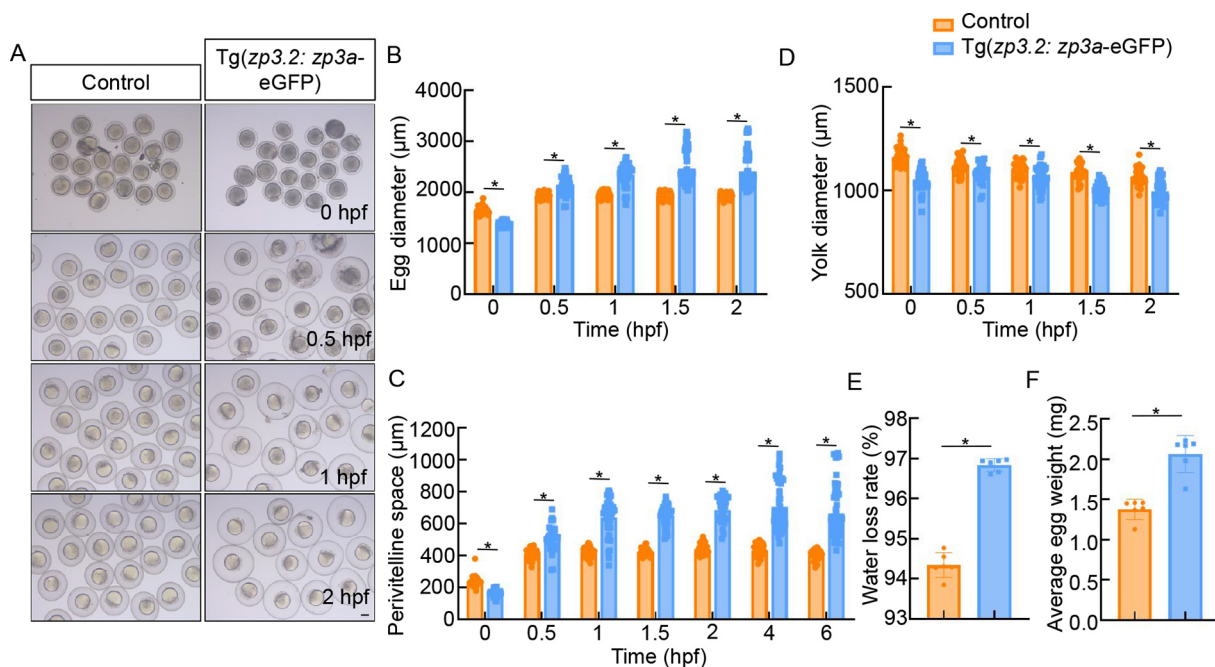 Control
Tg(zp3.2: zp3a-eGFP)
A
Control
Tg(zp3.2: zp3a-
eGFP)
0 hpf
0.5 hpf
1 hpf
2 hpf
B
Egg diameter (µm)
4000
3000
2000
1000
0
*
*
*
*
*
0
0.5
1
1.5
2
Time (hpf)
D
Yolk diameter (µm)
1500
1000
500
*
*
*
*
*
0
0.5
1
1.5
2
Time (hpf)
C
Perivitelline space (µm)
1200
1000
800
600
400
200
0
*
*
*
*
*
*
*
0
0.5
1
1.5
2
4
6
Time (hpf)
E
Water loss rate (%)
98
97
96
95
94
93
*
F
Average egg weight (mg)
2.5
2.0
1.5
1.0
0.5
0.0
*